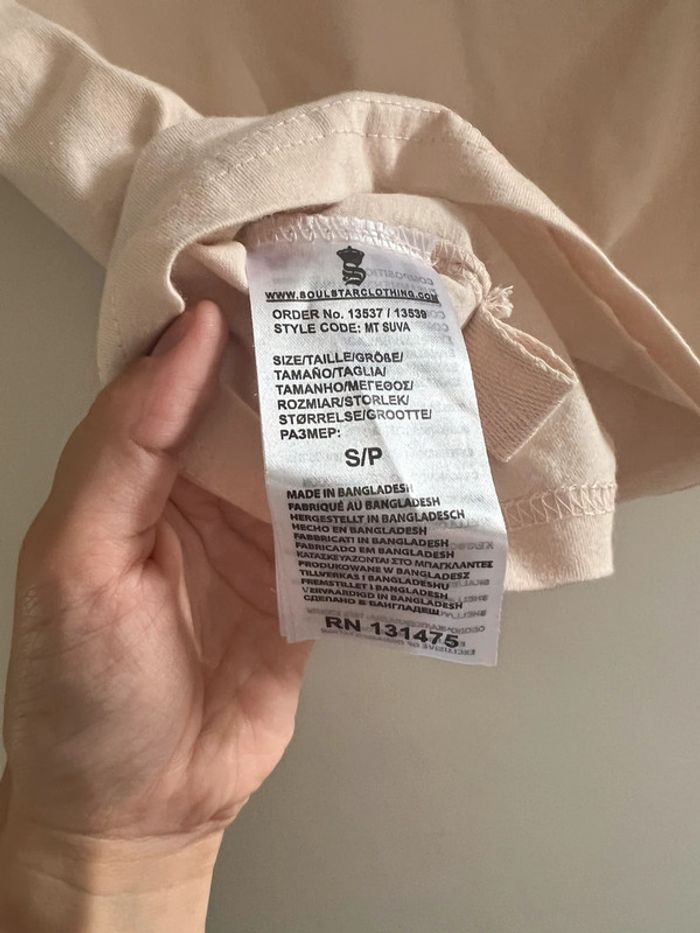 WWW.SOULSTARCLOTHING.COM
ORDER No. 13537 / 13539
STYLE CODE: MT SUVA
SIZE/TAILLE/GRÖßE/
TAMAÑO/TAGLIA/
TAMANHO/ΜΕΓΕΘΟΣ/
ROZMIAR/STORLEK/
STØRRELSE/GROOTTE/
РАЗМЕР:
S/P
MADE IN BANGLADESH
FABRIQUÉ AU BANGLADESH
HERGESTELLT IN BANGLADESCH
HECHO EN BANGLADESH
FABBRICATI IN BANGLADESH
FABRICADO EM BANGLADESH
ΚΑΤΑΣΚΕΥΑΖΟΝΤΑΙ ΣΤΟ ΜΠΑΓΚΛΑΝΤΕΣ
PRODUKOWANE W BANGLADESZ
TILLVERKAS I BANGLADESHU
FREMSTILLET I BANGLADESH
VERVAARDIGD IN BANGLADESH
СДЕЛАНО В БАНГЛАДЕШ
RN 131475